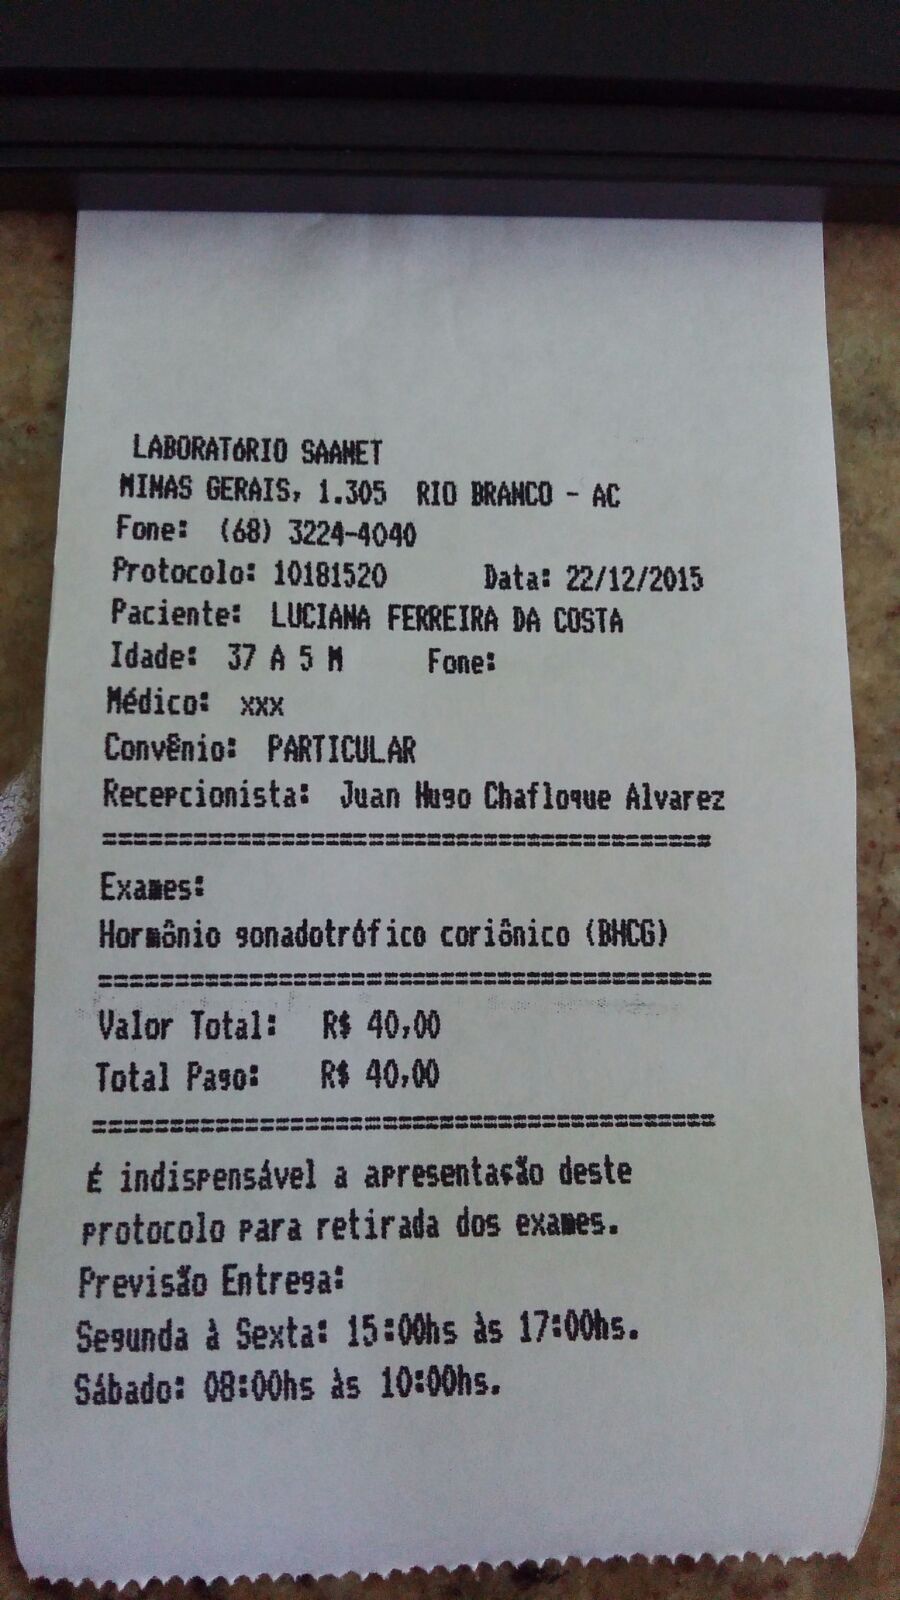 LABORATóRIO SAANET
MINAS GERAIS, 1.305 RIO BRANCO - AC
Fone: (68) 3224-4040
Protocolo: 10181520 Data: 22/12/2015
Paciente: LUCIANA FERREIRA DA COSTA
Idade: 37 A 5 M Fone:
Médico: xxx
Convênio: PARTICULAR
Recepcionista: Juan Hugo Chafloque Alvarez
========================================
Exames:
Hormônio gonadotrófico coriônico (BHCG)
========================================
Valor Total: R$ 40,00
Total Pago: R$ 40,00
========================================
É indispensável a apresentação deste
protocolo para retirada dos exames.
Previsão Entrega:
Segunda à Sexta: 15:00hs às 17:00hs.
Sábado: 08:00hs às 10:00hs.